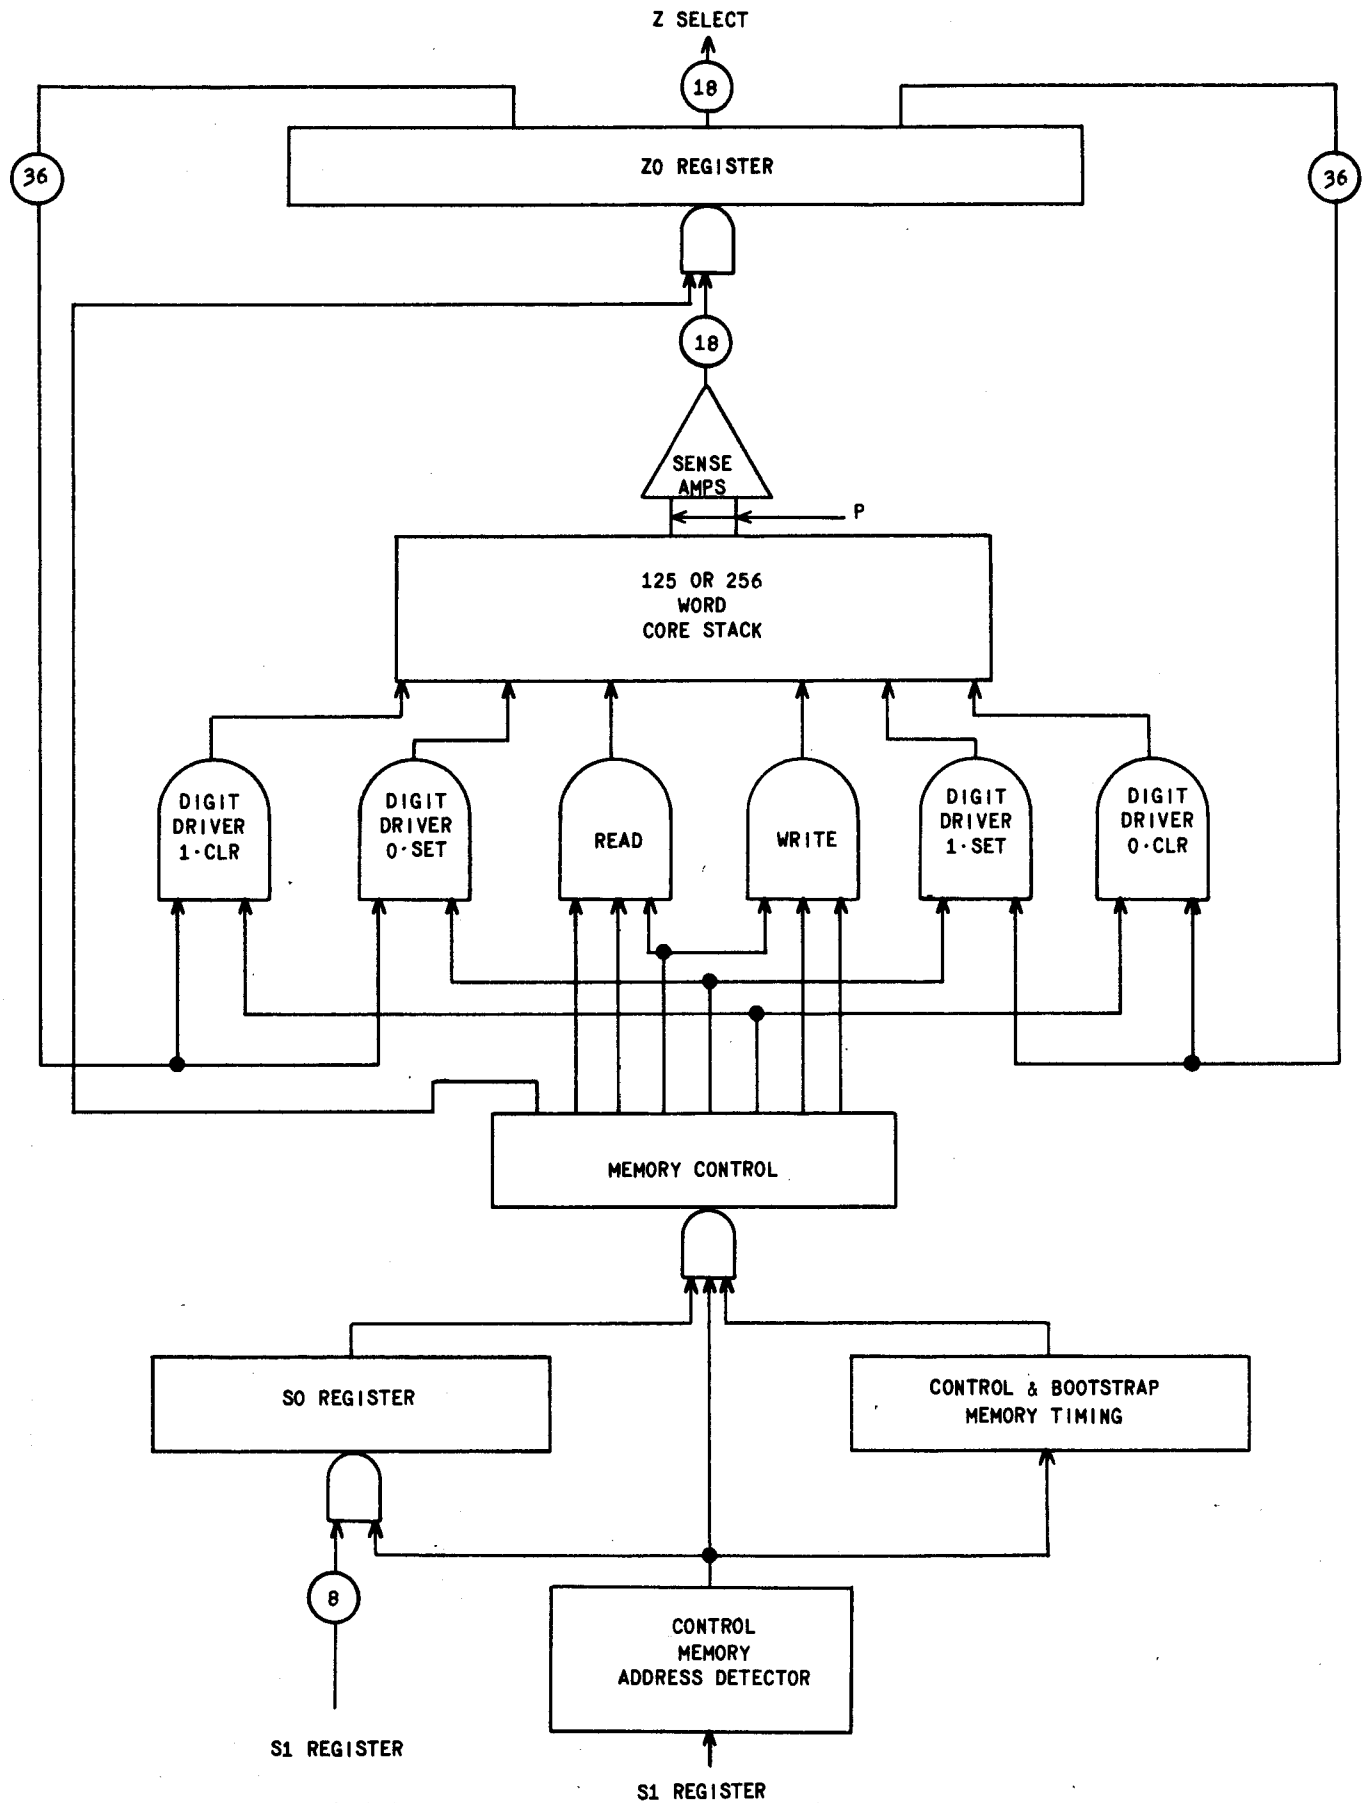 Z SELECT
18
36
Z0 REGISTER
36
18
SENSE
AMPS
P
125 OR 256
WORD
CORE STACK
DIGIT
DRIVER
1·CLR
DIGIT
DRIVER
0·SET
READ
WRITE
DIGIT
DRIVER
1·SET
DIGIT
DRIVER
0·CLR
MEMORY CONTROL
S0 REGISTER
CONTROL & BOOTSTRAP
MEMORY TIMING
8
CONTROL
MEMORY
ADDRESS DETECTOR
S1 REGISTER
S1 REGISTER